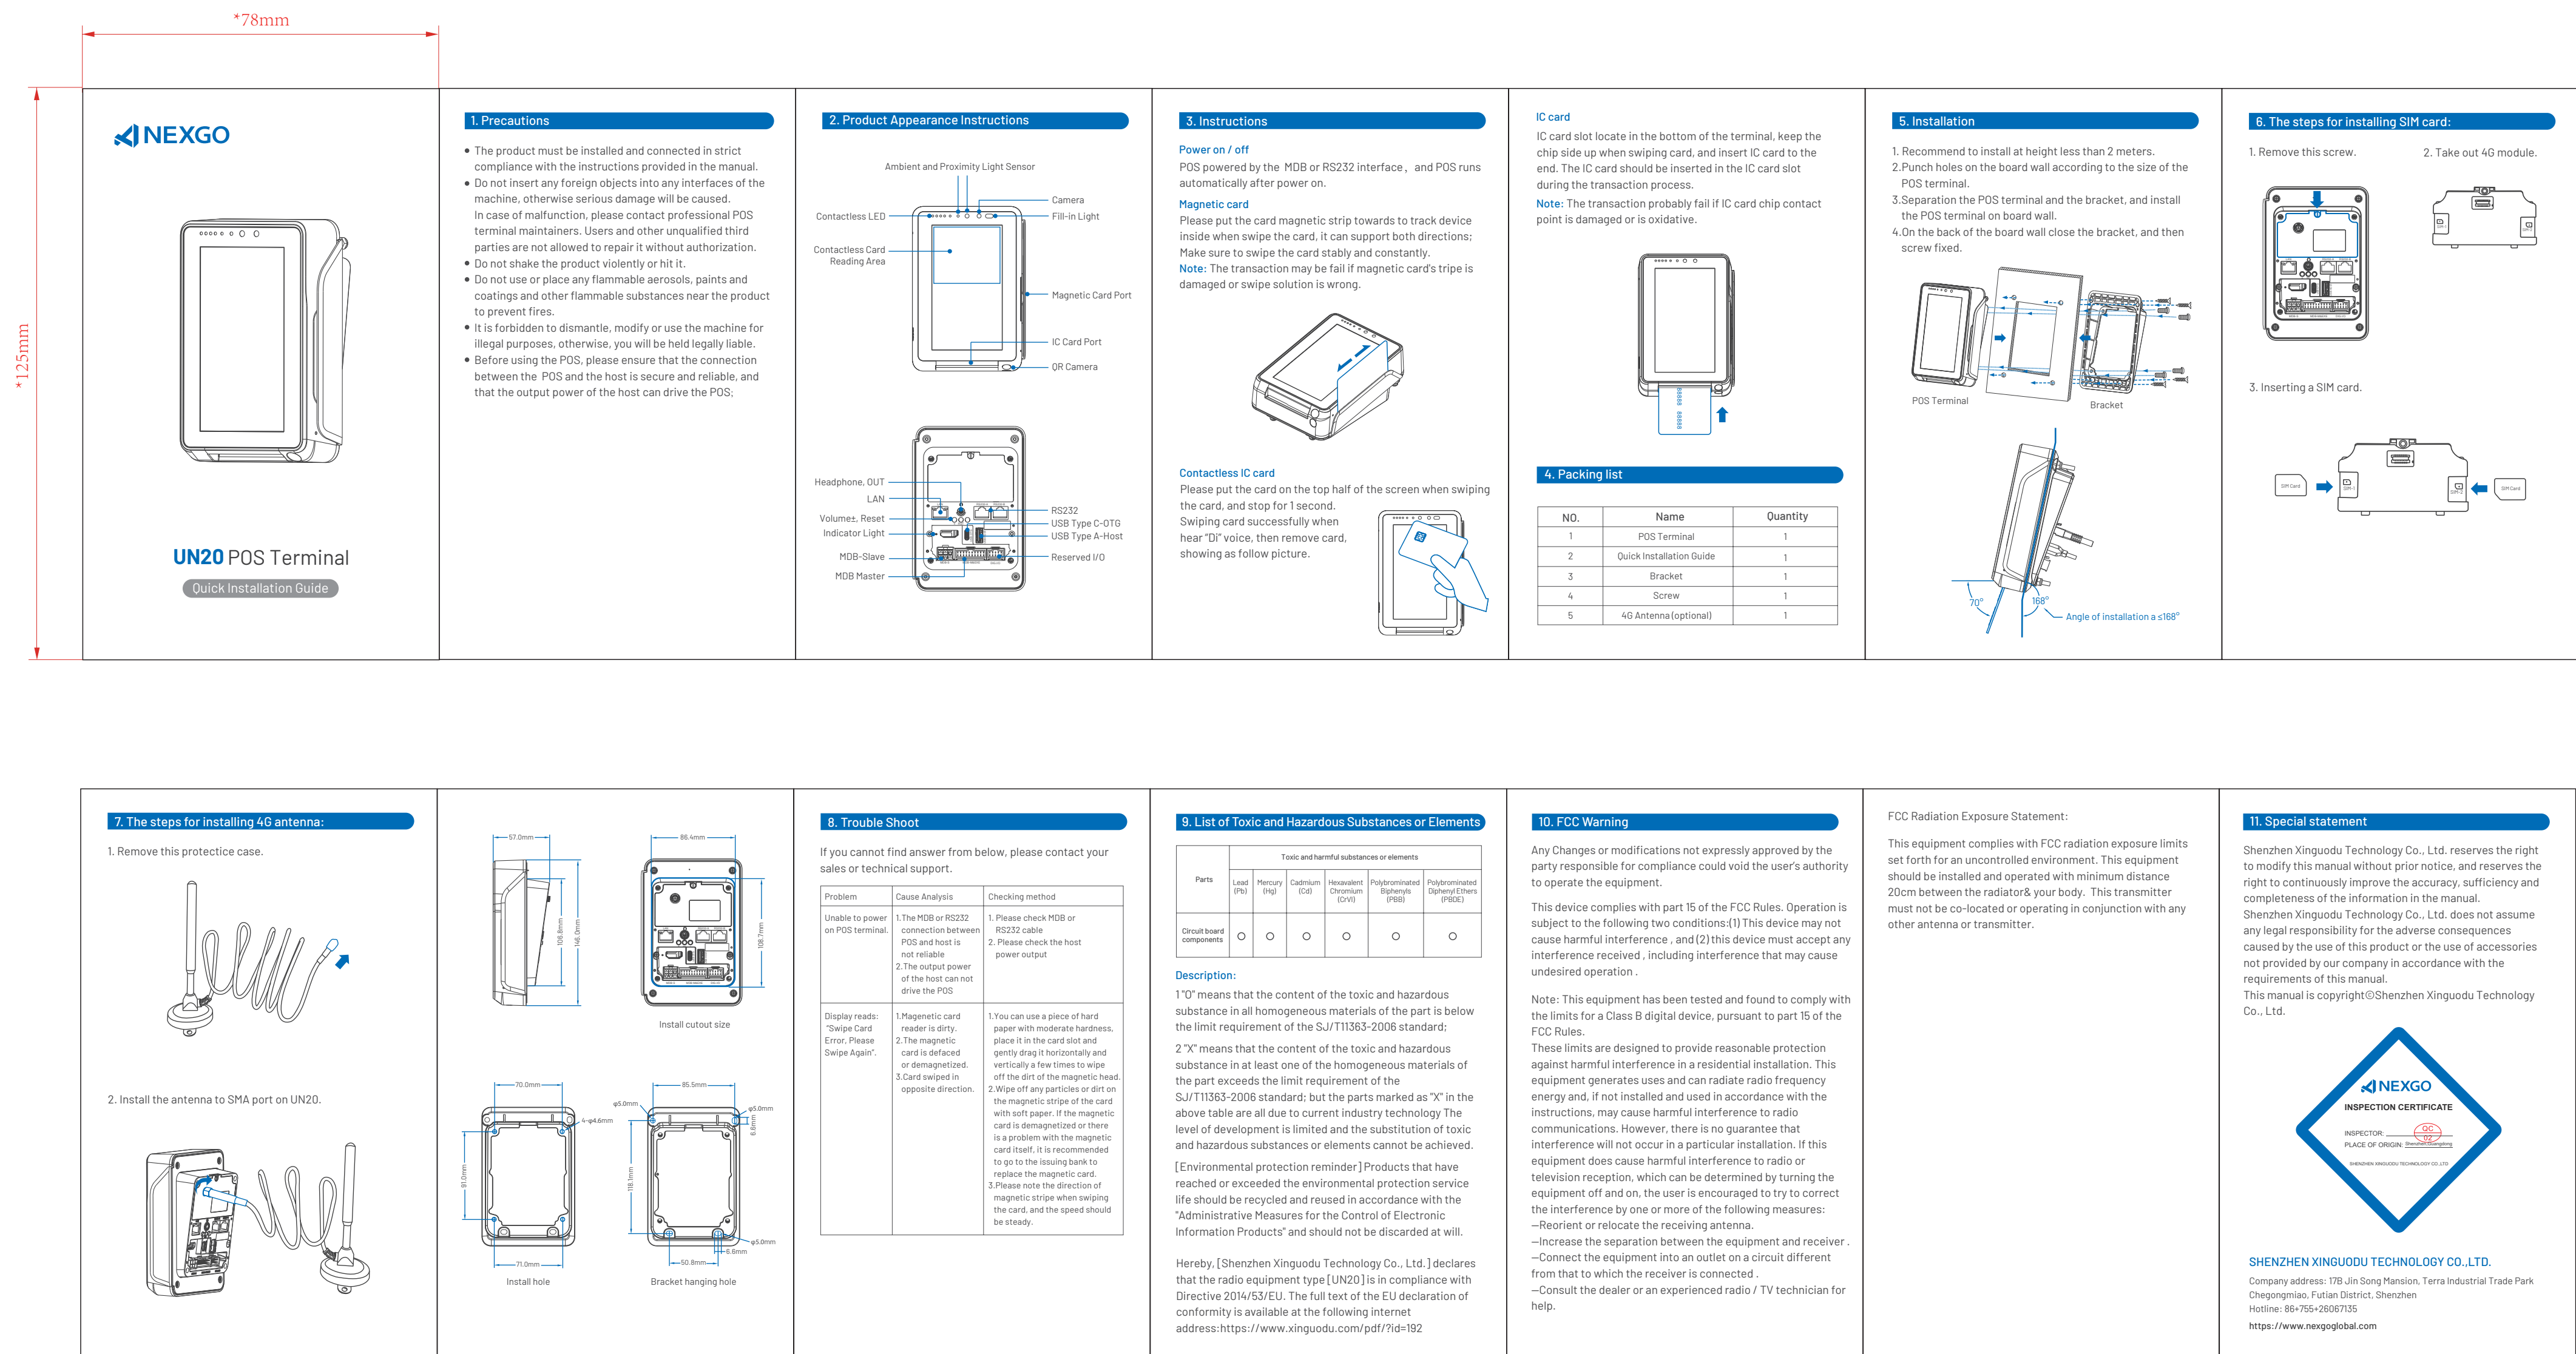 *78mm
*125mm
NEXGO
UN20 POS Terminal
Quick Installation Guide
1. Precautions
● The product must be installed and connected in strict
compliance with the instructions provided in the manual.
● Do not insert any foreign objects into any interfaces of the
machine, otherwise serious damage will be caused.
In case of malfunction, please contact professional POS
terminal maintainers. Users and other unqualified third
parties are not allowed to repair it without authorization.
● Do not shake the product violently or hit it.
● Do not use or place any flammable aerosols, paints and
coatings and other flammable substances near the product
to prevent fires.
● It is forbidden to dismantle, modify or use the machine for
illegal purposes, otherwise, you will be held legally liable.
● Before using the POS, please ensure that the connection
between the POS and the host is secure and reliable, and
that the output power of the host can drive the POS;
2. Product Appearance Instructions
Ambient and Proximity Light Sensor
Camera
Contactless LED
Fill-in Light
Contactless Card
Reading Area
Magnetic Card Port
IC Card Port
QR Camera
Headphone, OUT
LAN
Volume±, Reset
Indicator Light
MDB-Slave
MDB Master
RS232
USB Type C-OTG
USB Type A-Host
Reserved I/O
3. Instructions
Power on / off
POS powered by the MDB or RS232 interface， and POS runs
automatically after power on.
Magnetic card
Please put the card magnetic strip towards to track device
inside when swipe the card, it can support both directions;
Make sure to swipe the card stably and constantly.
Note: The transaction may be fail if magnetic card's tripe is
damaged or swipe solution is wrong.
Contactless IC card
Please put the card on the top half of the screen when swiping
the card, and stop for 1 second.
Swiping card successfully when
hear "Di" voice, then remove card,
showing as follow picture.
IC card
IC card slot locate in the bottom of the terminal, keep the
chip side up when swiping card, and insert IC card to the
end. The IC card should be inserted in the IC card slot
during the transaction process.
Note: The transaction probably fail if IC card chip contact
point is damaged or is oxidative.
88888 8888
4. Packing list
NO. Name Quantity
1 POS Terminal 1
2 Quick Installation Guide 1
3 Bracket 1
4 Screw 1
5 4G Antenna (optional) 1
5. Installation
1. Recommend to install at height less than 2 meters.
2.Punch holes on the board wall according to the size of the
POS terminal.
3.Separation the POS terminal and the bracket, and install
the POS terminal on board wall.
4.On the back of the board wall close the bracket, and then
screw fixed.
POS Terminal
Bracket
70°
168°
Angle of installation a ≤168°
6. The steps for installing SIM card:
1. Remove this screw.
2. Take out 4G module.
3. Inserting a SIM card.
SIM Card
SIM-1
SIM-2
SIM Card
7. The steps for installing 4G antenna:
1. Remove this protectice case.
2. Install the antenna to SMA port on UN20.
57.0mm
106.8mm
146.0mm
86.4mm
108.7mm
Install cutout size
70.0mm
4-φ4.6mm
91.0mm
71.0mm
Install hole
85.5mm
φ5.0mm
φ5.0mm
6.6mm
118.1mm
φ5.0mm
6.6mm
50.8mm
Bracket hanging hole
8. Trouble Shoot
If you cannot find answer from below, please contact your
sales or technical support.
Problem Cause Analysis Checking method
Unable to power
on POS terminal.
1.The MDB or RS232
connection between
POS and host is
not reliable
2.The output power
of the host can not
drive the POS
1. Please check MDB or
RS232 cable
2. Please check the host
power output
Display reads:
"Swipe Card
Error, Please
Swipe Again".
1.Magenetic card
reader is dirty.
2.The magnetic
card is defaced
or demagnetized.
3.Card swiped in
opposite direction.
1.You can use a piece of hard
paper with moderate hardness,
place it in the card slot and
gently drag it horizontally and
vertically a few times to wipe
off the dirt of the magnetic head.
2.Wipe off any particles or dirt on
the magnetic stripe of the card
with soft paper. If the magnetic
card is demagnetized or there
is a problem with the magnetic
card itself, it is recommended
to go to the issuing bank to
replace the magnetic card.
3.Please note the direction of
magnetic stripe when swiping
the card, and the speed should
be steady.
9. List of Toxic and Hazardous Substances or Elements
Parts
Toxic and harmful substances or elements
Lead
(Pb)
Mercury
(Hg)
Cadmium
(Cd)
Hexavalent
Chromium
(CrVI)
Polybrominated
Biphenyls
(PBB)
Polybrominated
Diphenyl Ethers
(PBDE)
Circuit board
components
○ ○ ○ ○ ○ ○
Description:
1 "O" means that the content of the toxic and hazardous
substance in all homogeneous materials of the part is below
the limit requirement of the SJ/T11363-2006 standard;
2 "X" means that the content of the toxic and hazardous
substance in at least one of the homogeneous materials of
the part exceeds the limit requirement of the
SJ/T11363-2006 standard; but the parts marked as "X" in the
above table are all due to current industry technology The
level of development is limited and the substitution of toxic
and hazardous substances or elements cannot be achieved.
[Environmental protection reminder] Products that have
reached or exceeded the environmental protection service
life should be recycled and reused in accordance with the
"Administrative Measures for the Control of Electronic
Information Products" and should not be discarded at will.
Hereby, [Shenzhen Xinguodu Technology Co., Ltd.] declares
that the radio equipment type [UN20] is in compliance with
Directive 2014/53/EU. The full text of the EU declaration of
conformity is available at the following internet
address:https://www.xinguodu.com/pdf/?id=192
10. FCC Warning
Any Changes or modifications not expressly approved by the
party responsible for compliance could void the user's authority
to operate the equipment.
This device complies with part 15 of the FCC Rules. Operation is
subject to the following two conditions:(1) This device may not
cause harmful interference , and (2) this device must accept any
interference received , including interference that may cause
undesired operation .
Note: This equipment has been tested and found to comply with
the limits for a Class B digital device, pursuant to part 15 of the
FCC Rules.
These limits are designed to provide reasonable protection
against harmful interference in a residential installation. This
equipment generates uses and can radiate radio frequency
energy and, if not installed and used in accordance with the
instructions, may cause harmful interference to radio
communications. However, there is no guarantee that
interference will not occur in a particular installation. If this
equipment does cause harmful interference to radio or
television reception, which can be determined by turning the
equipment off and on, the user is encouraged to try to correct
the interference by one or more of the following measures:
—Reorient or relocate the receiving antenna.
—Increase the separation between the equipment and receiver .
—Connect the equipment into an outlet on a circuit different
from that to which the receiver is connected .
—Consult the dealer or an experienced radio / TV technician for
help.
FCC Radiation Exposure Statement:
This equipment complies with FCC radiation exposure limits
set forth for an uncontrolled environment. This equipment
should be installed and operated with minimum distance
20cm between the radiator& your body. This transmitter
must not be co-located or operating in conjunction with any
other antenna or transmitter.
11. Special statement
Shenzhen Xinguodu Technology Co., Ltd. reserves the right
to modify this manual without prior notice, and reserves the
right to continuously improve the accuracy, sufficiency and
completeness of the information in the manual.
Shenzhen Xinguodu Technology Co., Ltd. does not assume
any legal responsibility for the adverse consequences
caused by the use of this product or the use of accessories
not provided by our company in accordance with the
requirements of this manual.
This manual is copyright©Shenzhen Xinguodu Technology
Co., Ltd.
NEXGO
INSPECTION CERTIFICATE
INSPECTOR: QC 02
PLACE OF ORIGIN: Shenzhen,Guangdong
SHENZHEN XINGUODU TECHNOLOGY CO.,LTD
SHENZHEN XINGUODU TECHNOLOGY CO.,LTD.
Company address: 17B Jin Song Mansion, Terra Industrial Trade Park
Chegongmiao, Futian District, Shenzhen
Hotline: 86+755+26067135
https://www.nexgoglobal.com